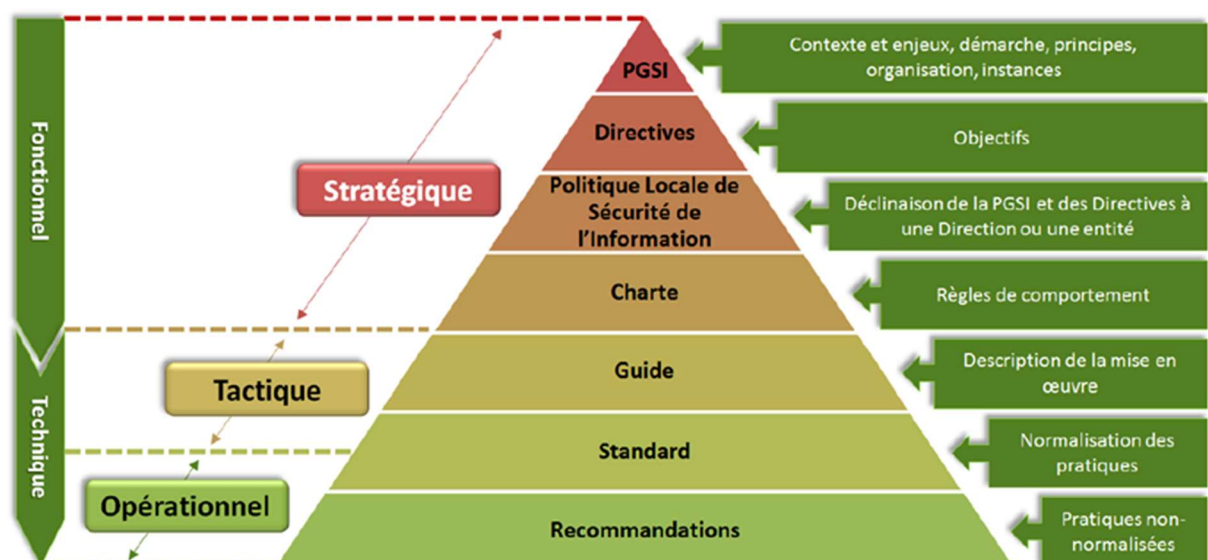 Fonctionnel
Technique
Stratégique
Tactique
Opérationnel
PGSI
Directives
Politique Locale de
Sécurité de
l'Information
Charte
Guide
Standard
Recommandations
Contexte et enjeux, démarche, principes,
organisation, instances
Objectifs
Déclinaison de la PGSI et des Directives à
une Direction ou une entité
Règles de comportement
Description de la mise en
œuvre
Normalisation des
pratiques
Pratiques non-
normalisées